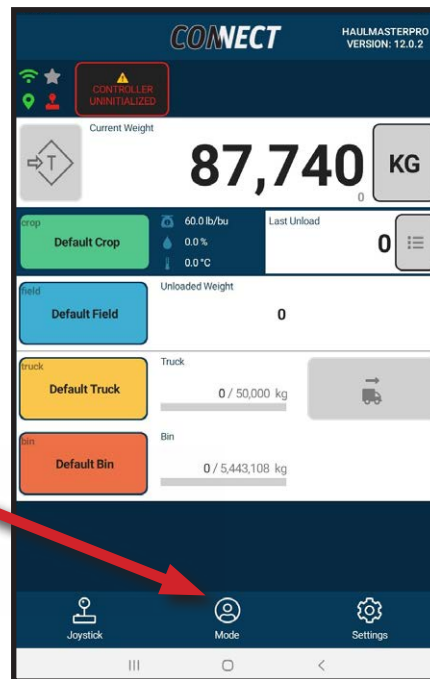 CONNECT
HAULMASTERPRO
VERSION: 12.0.2
CONTROLLER
UNINITIALIZED
Current Weight
T
87,740
0
KG
crop
Default Crop
60.0 lb/bu
0.0 %
0.0 °C
Last Unload
0
field
Default Field
Unloaded Weight
0
truck
Default Truck
Truck
0 / 50,000 kg
bin
Default Bin
Bin
0 / 5,443,108 kg
Joystick
Mode
Settings